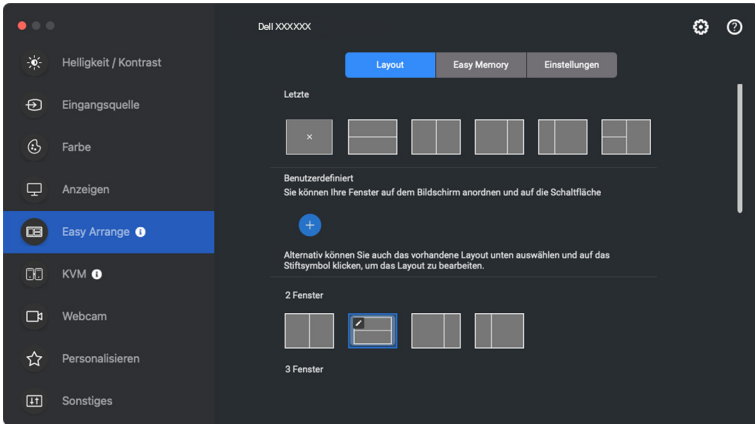 Dell XXXXXX
Helligkeit / Kontrast
Eingangsquelle
Farbe
Anzeigen
Easy Arrange
KVM
Webcam
Personalisieren
Sonstiges
Layout
Easy Memory
Einstellungen
Letzte
Benutzerdefiniert
Sie können Ihre Fenster auf dem Bildschirm anordnen und auf die Schaltfläche
Alternativ können Sie auch das vorhandene Layout unten auswählen und auf das
Stiftsymbol klicken, um das Layout zu bearbeiten.
2 Fenster
3 Fenster